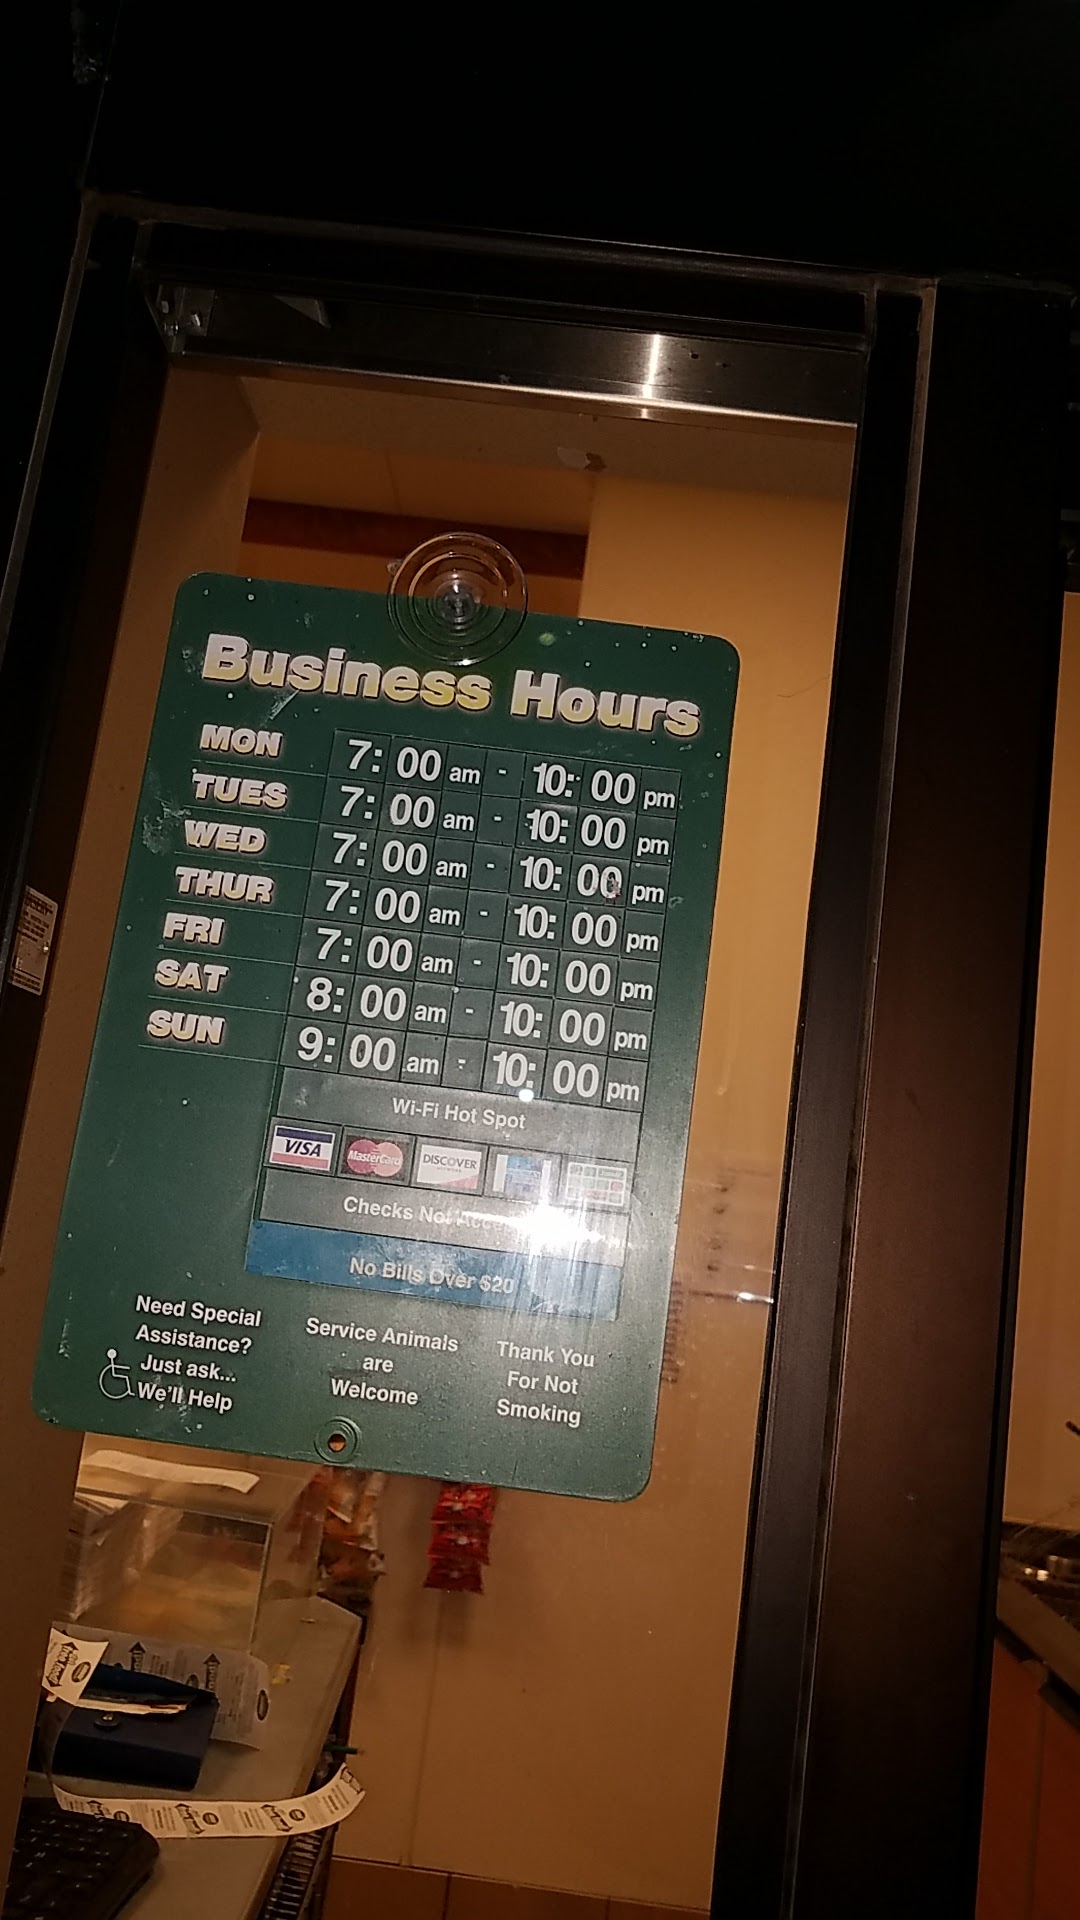 Business Hours
MON 7:00 am - 10:00 pm
TUES 7:00 am - 10:00 pm
WED 7:00 am - 10:00 pm
THUR 7:00 am - 10:00 pm
FRI 7:00 am - 10:00 pm
SAT 8:00 am - 10:00 pm
SUN 9:00 am - 10:00 pm
Wi-Fi Hot Spot
VISA MasterCard DISCOVER
Checks Not
No Bills Over $20
Need Special
Assistance?
Just ask...
We'll Help
Service Animals
are
Welcome
Thank You
For Not
Smoking